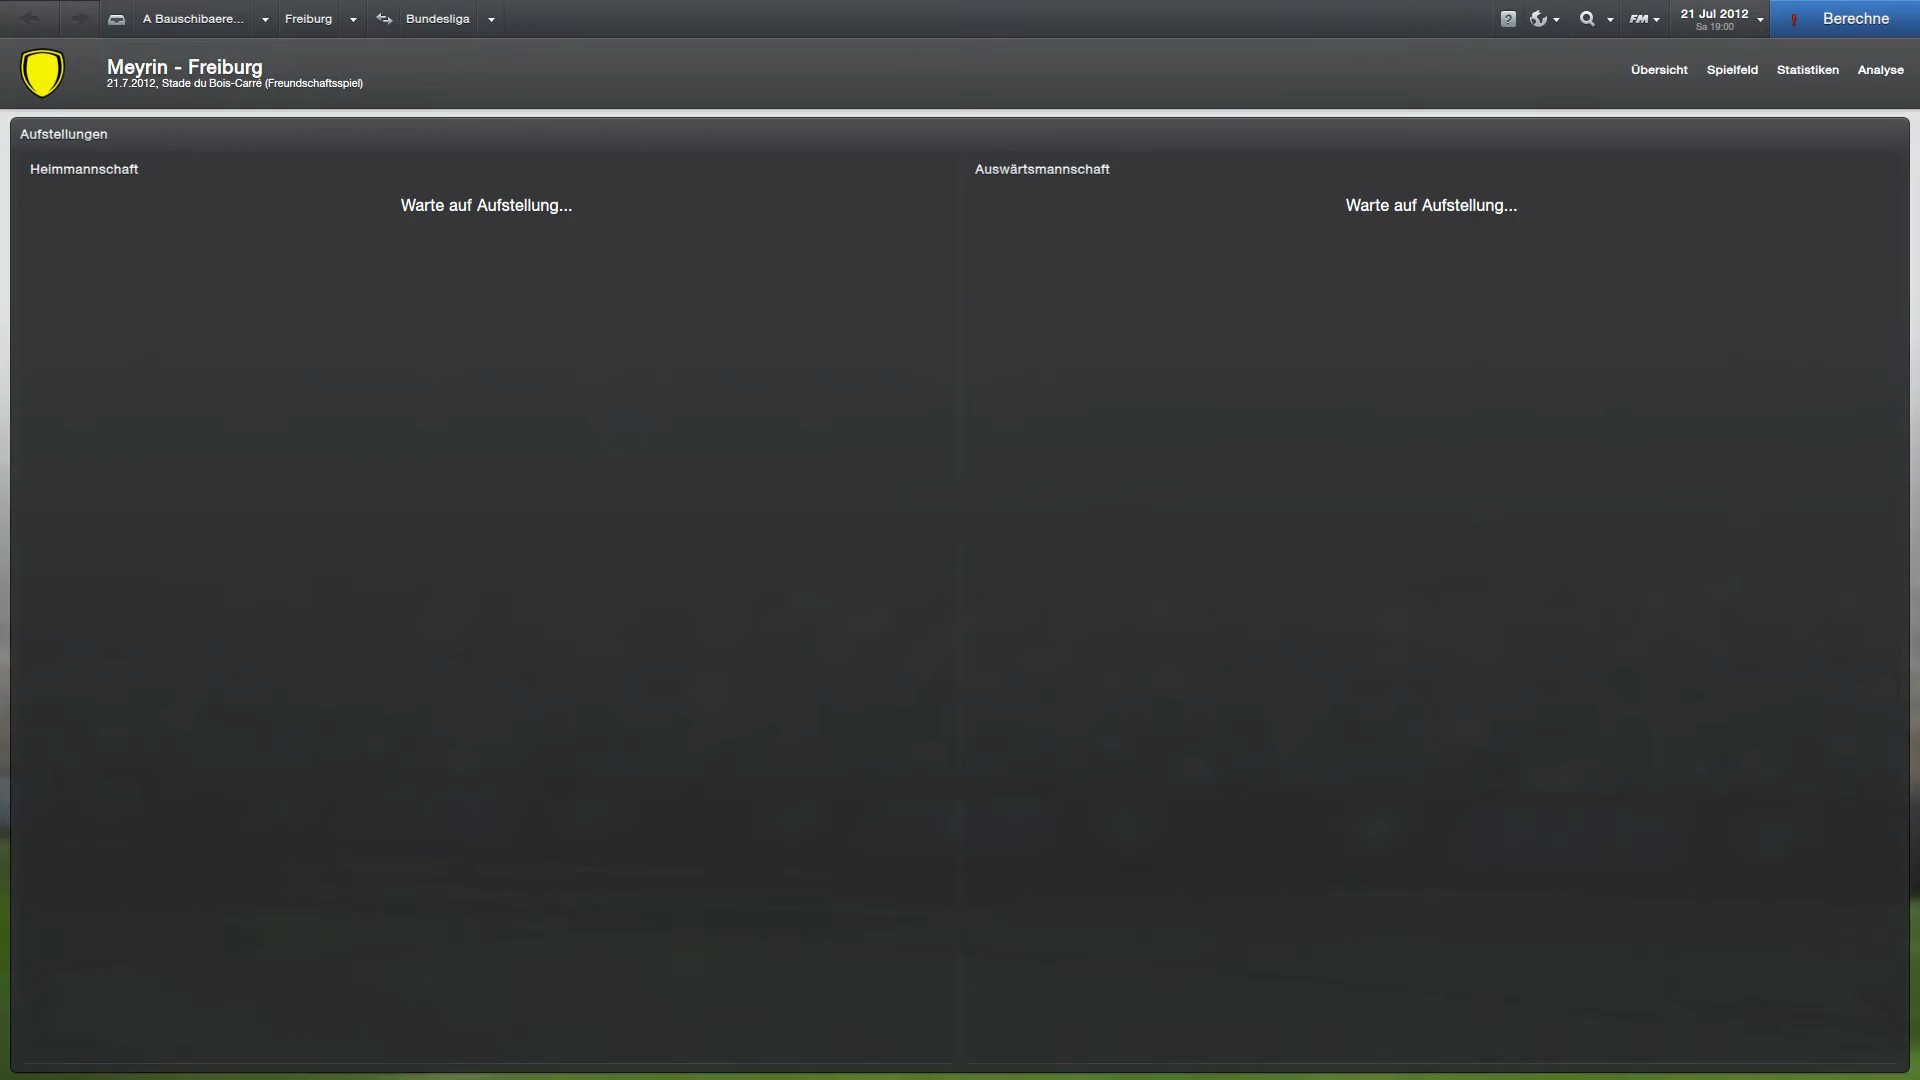 A Bauschibaere... Freiburg Bundesliga ? FM 21 Jul 2012 ! Berechne
Sa 19:00
Meyrin - Freiburg
21.7.2012, Stade du Bois-Carré (Freundschaftsspiel)
Übersicht Spielfeld Statistiken Analyse
Aufstellungen
Heimmannschaft
Auswärtsmannschaft
Warte auf Aufstellung...
Warte auf Aufstellung...